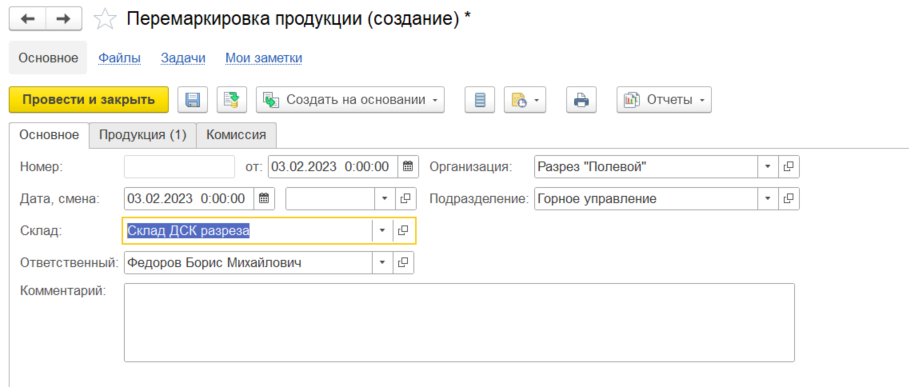 Перемаркировка продукции (создание) *
Основное Файлы Задачи Мои заметки
Провести и закрыть Создать на основании Отчеты
Основное Продукция (1) Комиссия
Номер: от: 03.02.2023 0:00:00 Организация: Разрез "Полевой"
Дата, смена: 03.02.2023 0:00:00 Подразделение: Горное управление
Склад: Склад ДСК разреза
Ответственный: Федоров Борис Михайлович
Комментарий: